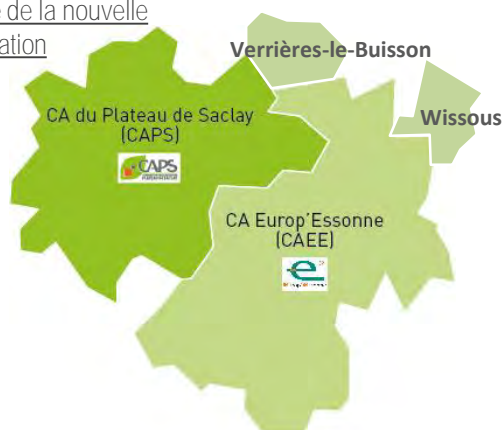 de la nouvelle
ation
Verrières-le-Buisson
Wissous
CA du Plateau de Saclay
(CAPS)
CAPS
CA Europ'Essonne
(CAEE)
e